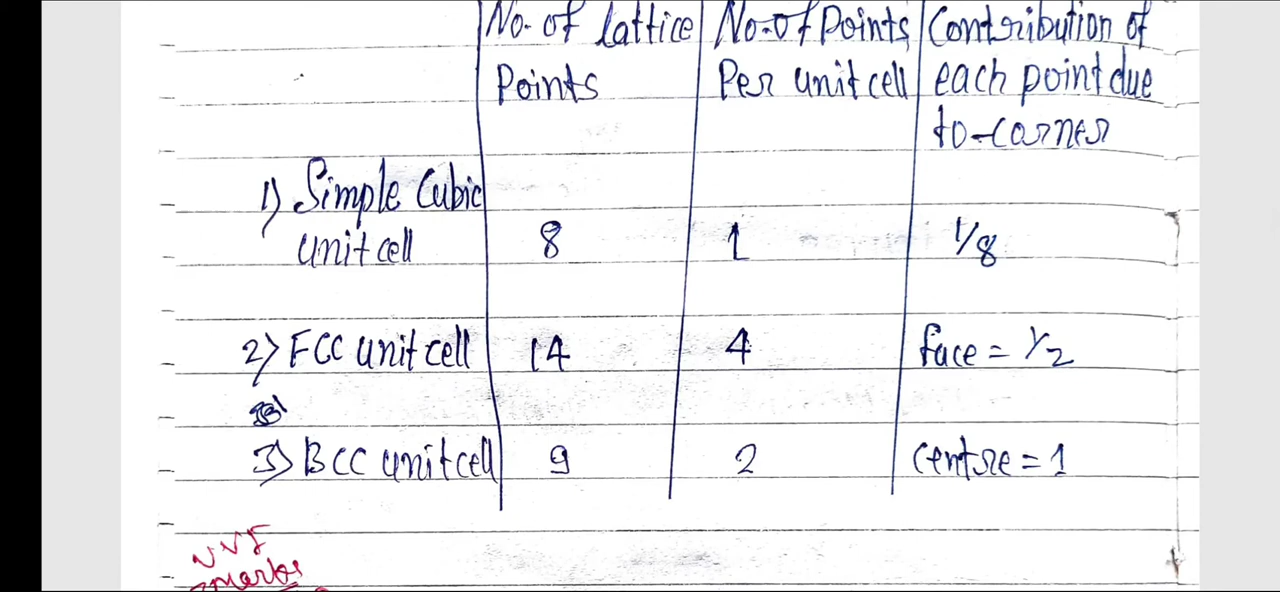 No. of lattice Points | No. of Points Per unit cell | Contribution of each point due to corner
1) Simple Cubic unit cell | 8 | 1 | 1/8
2) FCC unit cell | 14 | 4 | face = 1/2
3) BCC unit cell | 9 | 2 | Centre = 1
VVI
marks